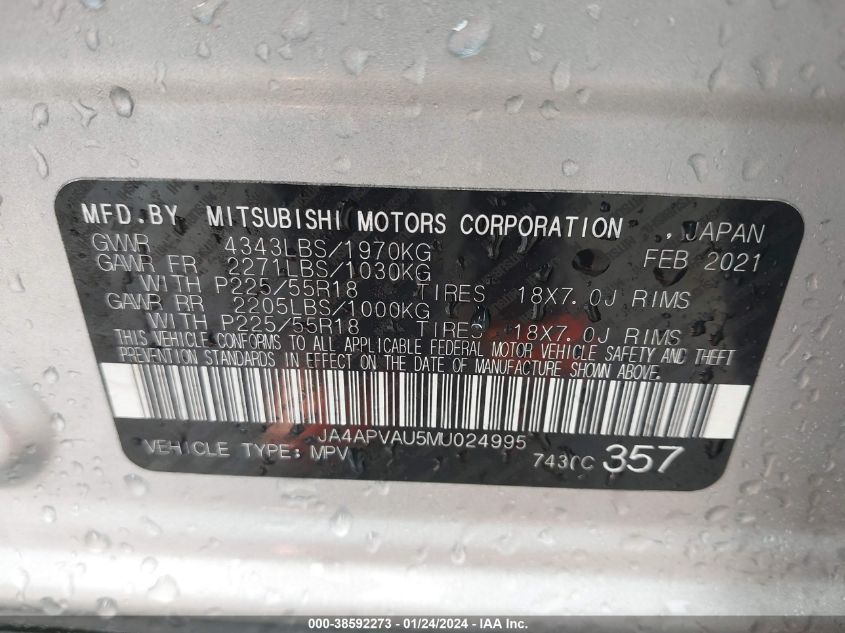 MFD.BY MITSUBISHI MOTORS CORPORATION , JAPAN
GVWR 4343LBS/1970KG FEB 2021
GAWR FR 2271LBS/1030KG
WITH P225/55R18 TIRES 18X7.0J RIMS
GAWR RR 2205LBS/1000KG
WITH P225/55R18 TIRES 18X7.0J RIMS
THIS VEHICLE CONFORMS TO ALL APPLICABLE FEDERAL MOTOR VEHICLE SAFETY AND THEFT
PREVENTION STANDARDS IN EFFECT ON THE DATE OF MANUFACTURE SHOWN ABOVE.
JA4APVAU5MU024995
VEHICLE TYPE: MPV 357
000-38592273 - 01/24/2024 - IAA Inc.